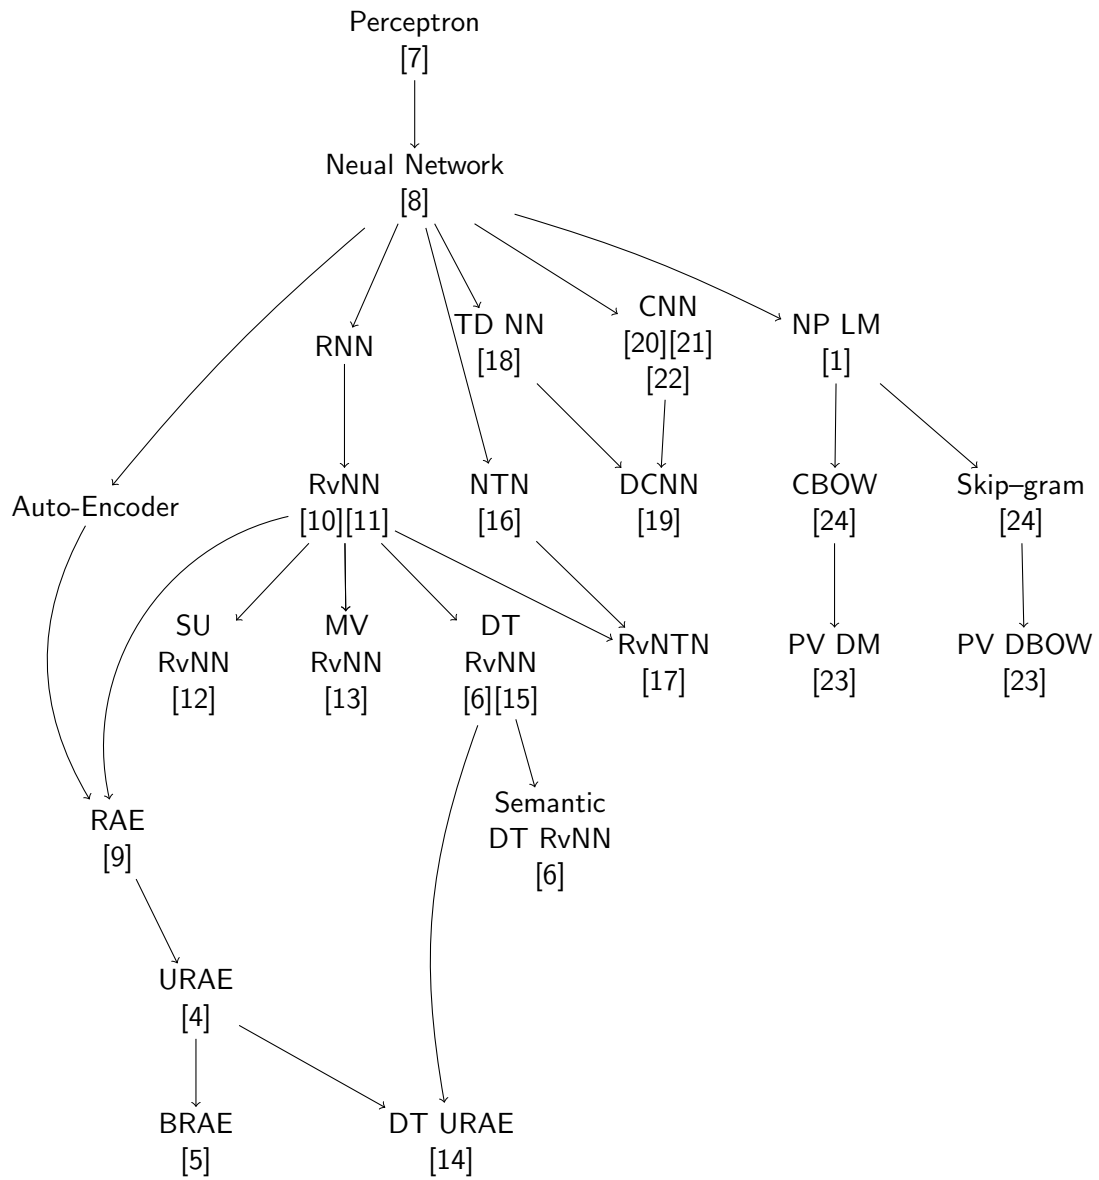 Perceptron
[7]
Neual Network
[8]
RNN
TD NN
[18]
CNN
[20][21]
[22]
NP LM
[1]
Auto-Encoder
RvNN
[10][11]
NTN
[16]
DCNN
[19]
CBOW
[24]
Skip–gram
[24]
SU
RvNN
[12]
MV
RvNN
[13]
DT
RvNN
[6][15]
RvNTN
[17]
PV DM
[23]
PV DBOW
[23]
RAE
[9]
Semantic
DT RvNN
[6]
URAE
[4]
BRAE
[5]
DT URAE
[14]